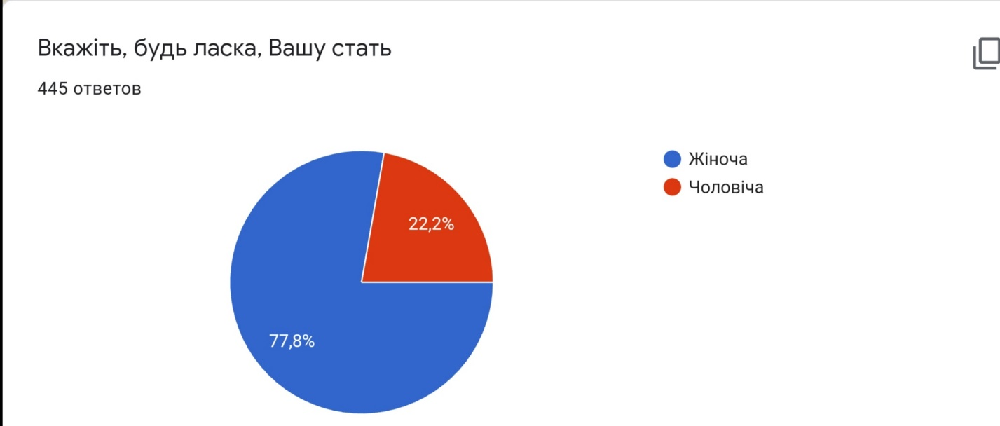 Вкажіть, будь ласка, Вашу стать
445 ответов
Жіноча
Чоловіча
22,2%
77,8%